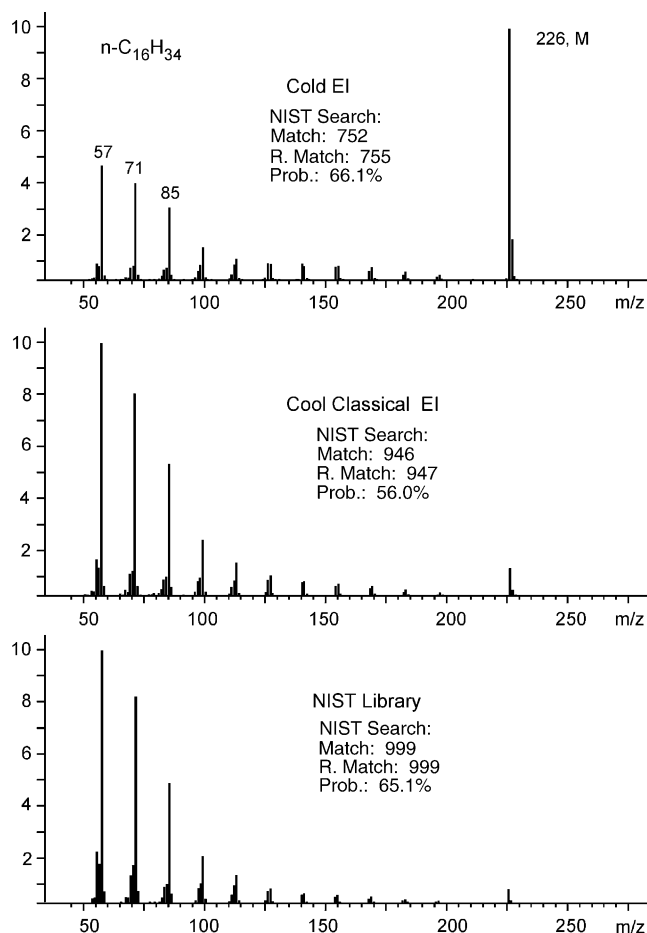 10
n-C16H34
226, M
8
Cold EI
NIST Search:
Match: 752
R. Match: 755
Prob.: 66.1%
6
57
71
4
85
2
50 100 150 200 250 m/z
10
8
Cool Classical EI
NIST Search:
Match: 946
R. Match: 947
Prob.: 56.0%
6
4
2
50 100 150 200 250 m/z
10
8
NIST Library
NIST Search:
Match: 999
R. Match: 999
Prob.: 65.1%
6
4
2
50 100 150 200 250 m/z